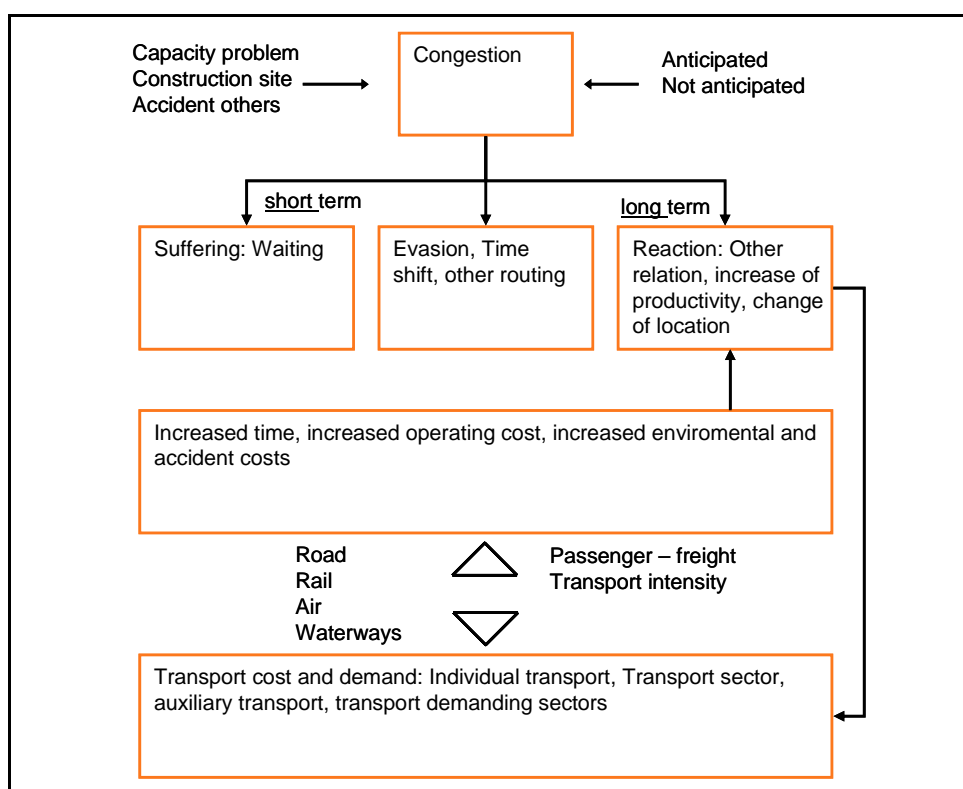 Capacity problem
Construction site
Accident others
Congestion
Anticipated
Not anticipated
short term
long term
Suffering: Waiting
Evasion, Time
shift, other routing
Reaction: Other
relation, increase of
productivity, change
of location
Increased time, increased operating cost, increased enviromental and
accident costs
Road
Rail
Air
Waterways
Passenger – freight
Transport intensity
Transport cost and demand: Individual transport, Transport sector,
auxiliary transport, transport demanding sectors